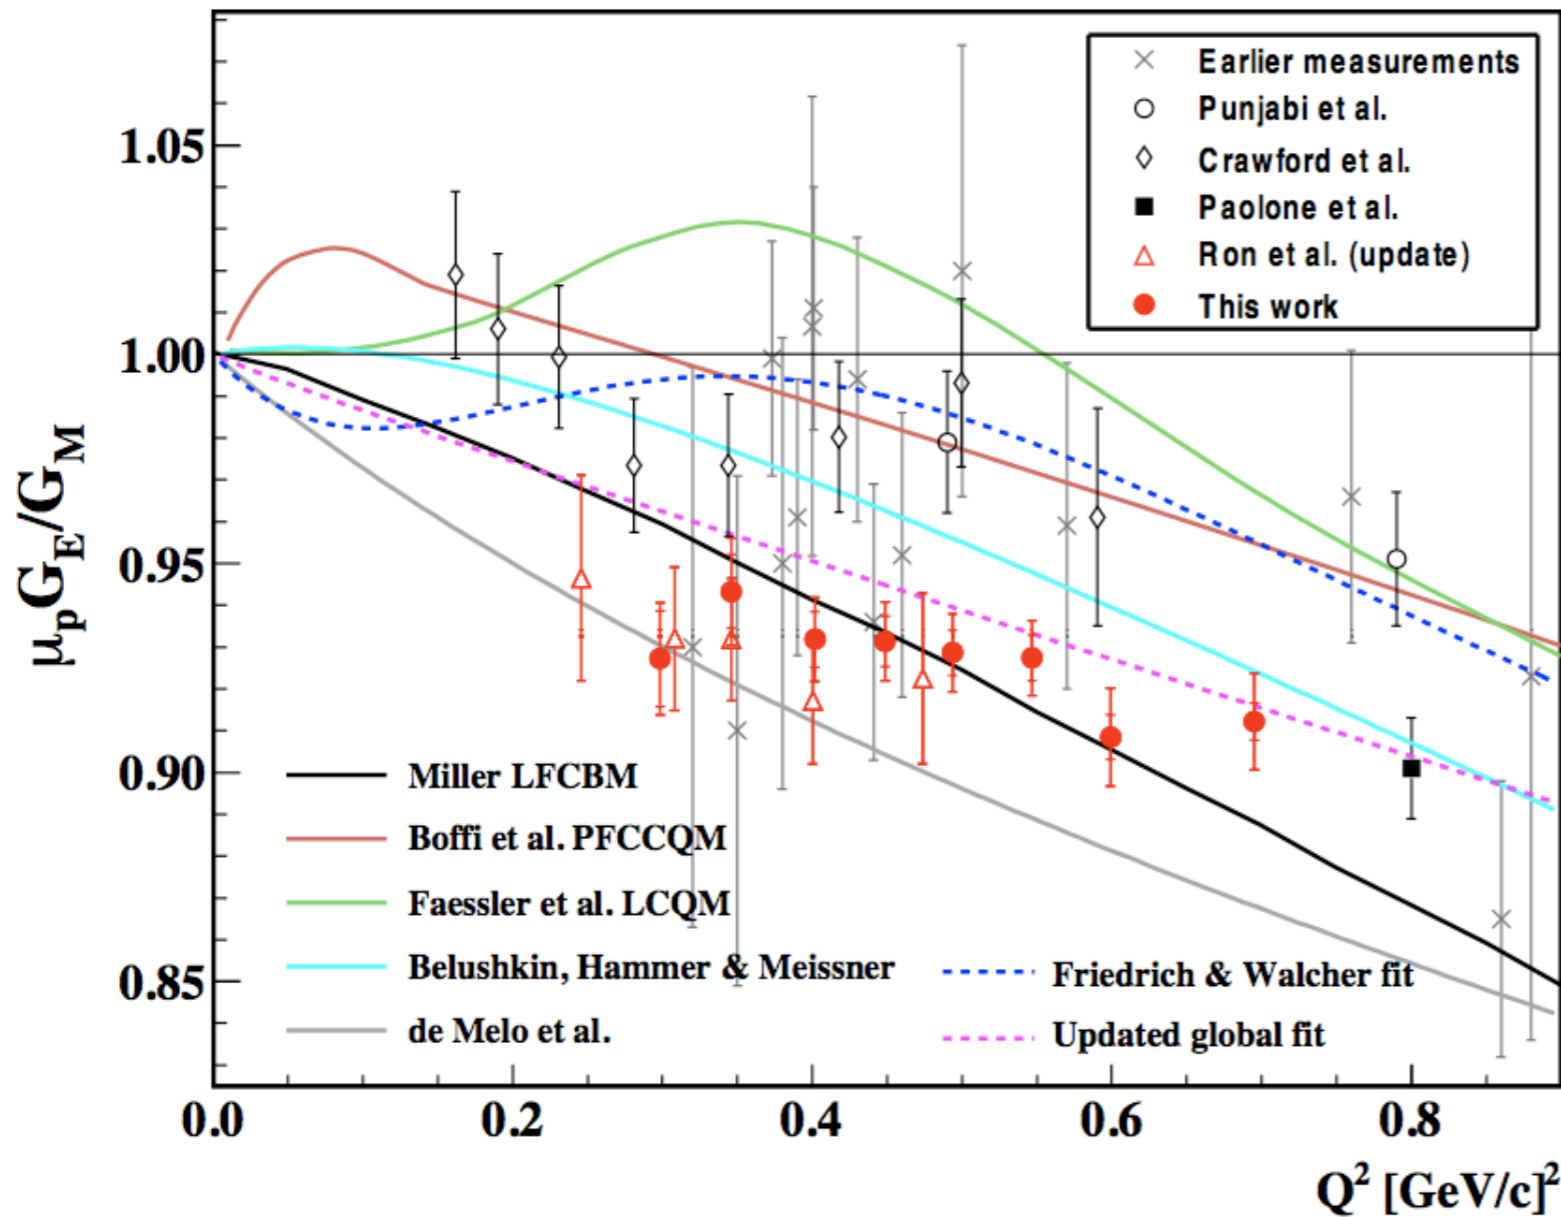 Earlier measurements
Punjabi et al.
Crawford et al.
Paolone et al.
Ron et al. (update)
This work
1.05
1.00
0.95
0.90
0.85
μpGE/GM
Miller LFCBM
Boffi et al. PFCCQM
Faessler et al. LCQM
Belushkin, Hammer & Meissner
de Melo et al.
Friedrich & Walcher fit
Updated global fit
0.0 0.2 0.4 0.6 0.8
Q² [GeV/c]²